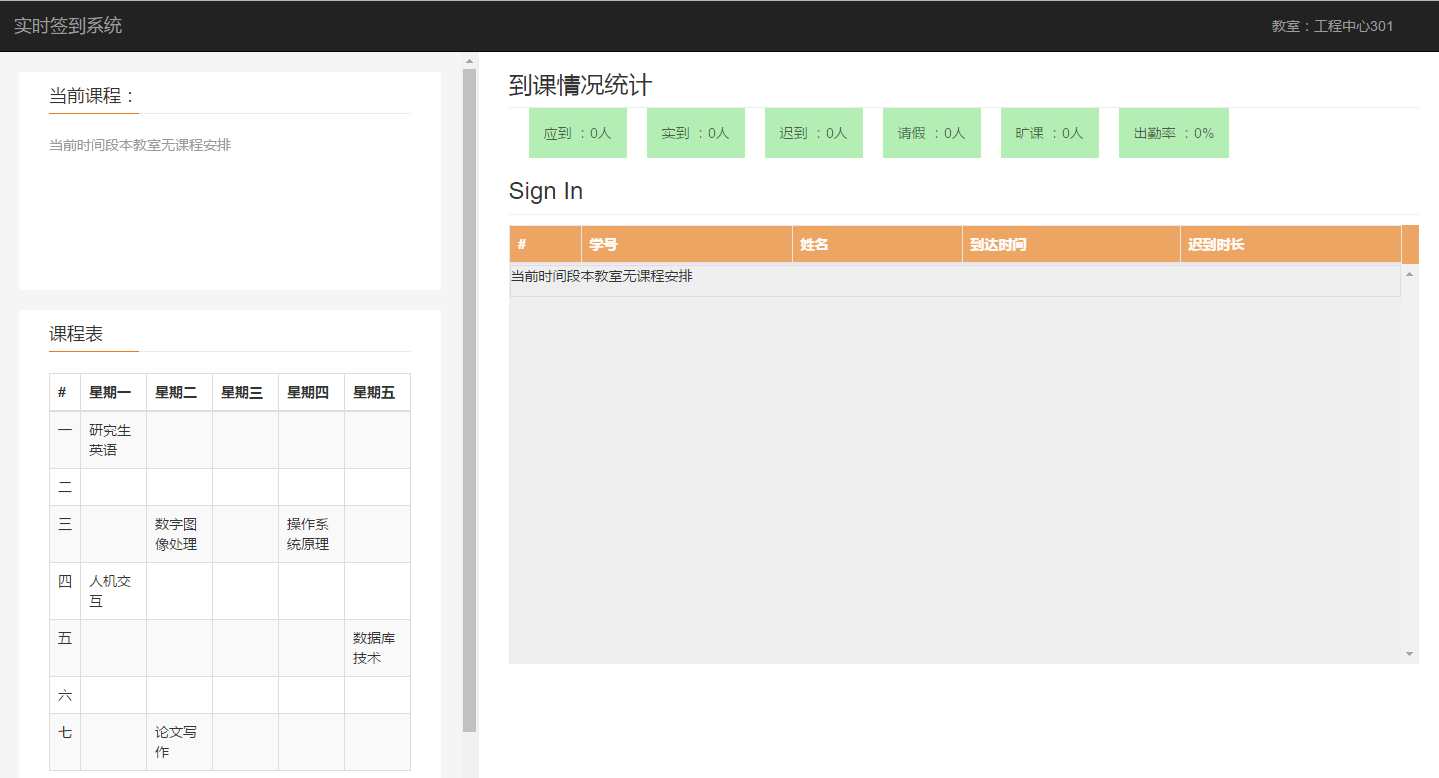 实时签到系统
教室：工程中心301
当前课程：
当前时间段本教室无课程安排
课程表
# 星期一 星期二 星期三 星期四 星期五
一 研究生
英语
二
三 数字图 操作系
像处理 统原理
四 人机交
互
五 数据库
技术
六
七 论文写
作
到课情况统计
应到 ：0人 实到 ：0人 迟到 ：0人 请假 ：0人 旷课 ：0人 出勤率 ：0%
Sign In
# 学号 姓名 到达时间 迟到时长
当前时间段本教室无课程安排